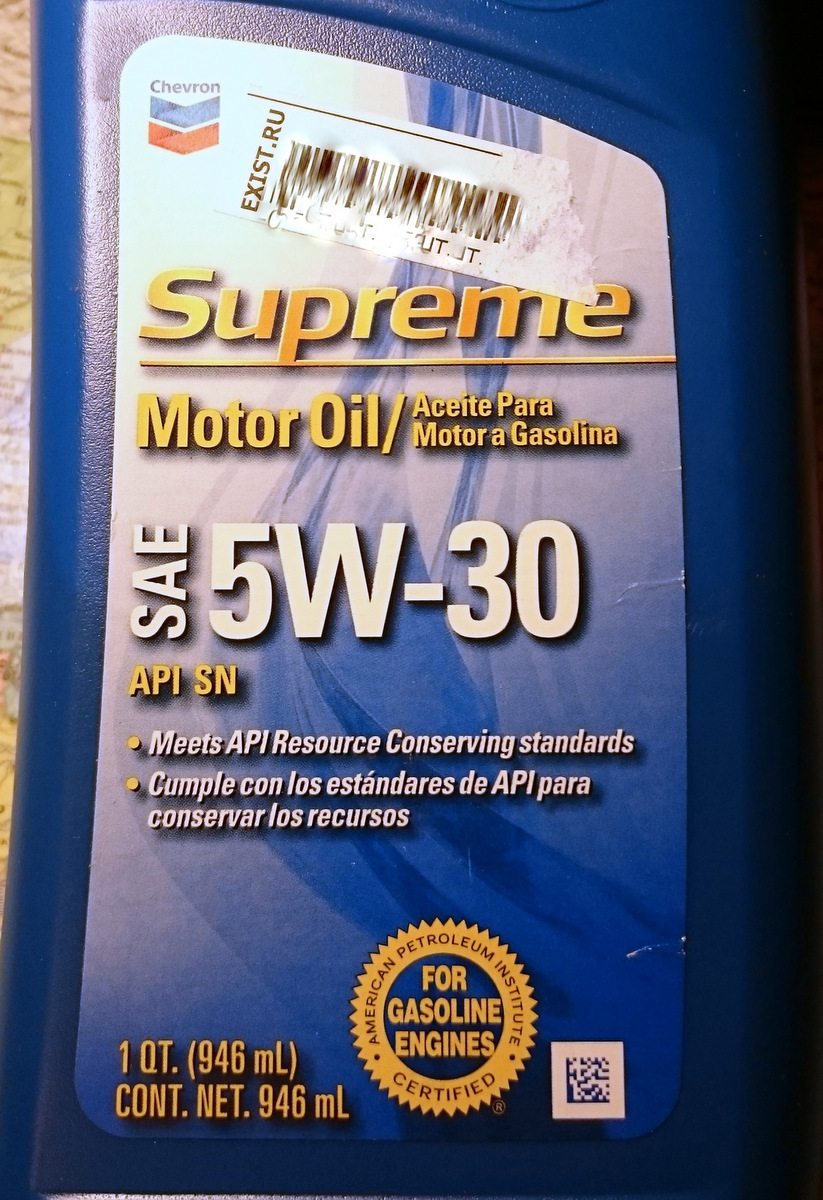 Chevron
EXIST.RU
Supreme
Motor Oil/
Aceite Para
Motor a Gasolina
SAE 5W-30
API SN
• Meets API Resource Conserving standards
• Cumple con los estándares de API para
conservar los recursos
AMERICAN PETROLEUM INSTITUTE
FOR
GASOLINE
ENGINES
CERTIFIED
®
1 QT. (946 mL)
CONT. NET. 946 mL